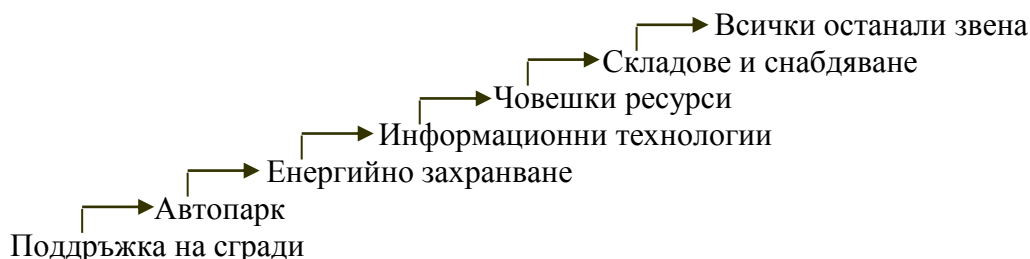 Всички останали звена
Складове и снабдяване
Човешки ресурси
Информационни технологии
Енергийно захранване
Автопарк
Поддръжка на сгради